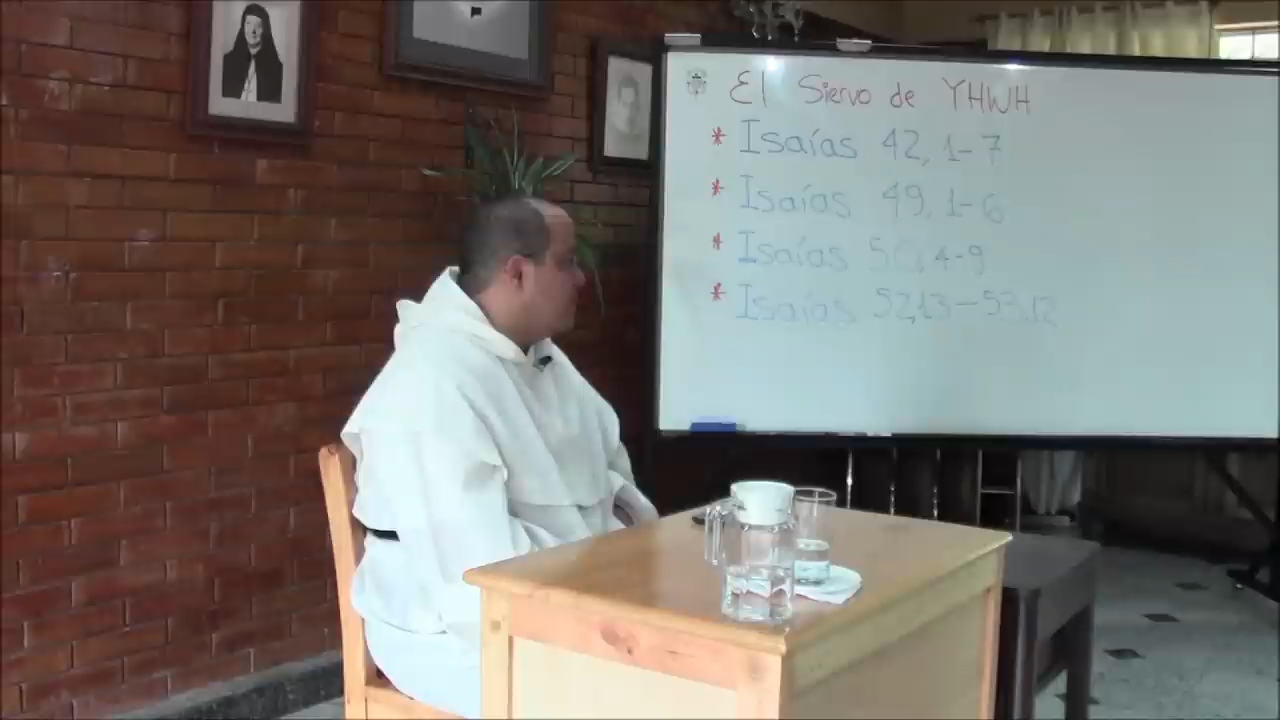 El Siervo de YHWH
* Isaías 42, 1-7
* Isaías 49, 1-6
* Isaías 50, 4-9
* Isaías 52,13-53,12